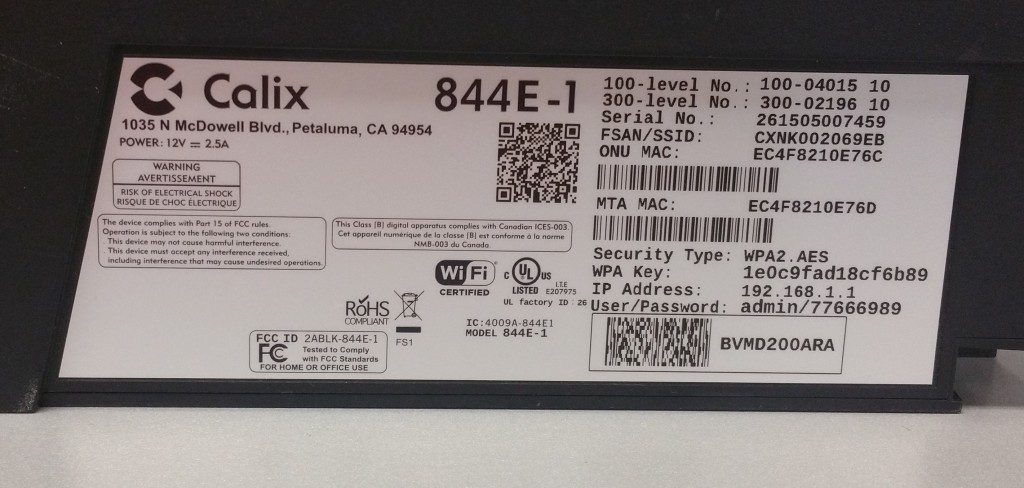 Calix
844E-1
1035 N McDowell Blvd., Petaluma, CA 94954
POWER: 12V ⎓ 2.5A
WARNING
AVERTISSEMENT
RISK OF ELECTRICAL SHOCK
RISQUE DE CHOC ÉLECTRIQUE
The device complies with Part 15 of FCC rules.
Operation is subject to the following two conditions:
. This device may not cause harmful interference.
. This device must accept any interference received,
including interference that may cause undesired operations.
This Class [B] digital apparatus complies with Canadian ICES-003.
Cet appareil numérique de la classe [B] est conforme à la norme
NMB-003 du Canada.
Wi Fi
CERTIFIED
C UL US
LISTED
I.T.E
E207975
UL factory ID : 26
RoHS
COMPLIANT
FS1
IC:4009A-844E1
MODEL 844E-1
FCC ID 2ABLK-844E-1
FC Tested to Comply
with FCC Standards
FOR HOME OR OFFICE USE
100-level No.: 100-04015 10
300-level No.: 300-02196 10
Serial No.: 261505007459
FSAN/SSID: CXNK002069EB
ONU MAC: EC4F8210E76C
MTA MAC: EC4F8210E76D
Security Type: WPA2.AES
WPA Key: 1e0c9fad18cf6b89
IP Address: 192.168.1.1
User/Password: admin/77666989
BVMD200ARA